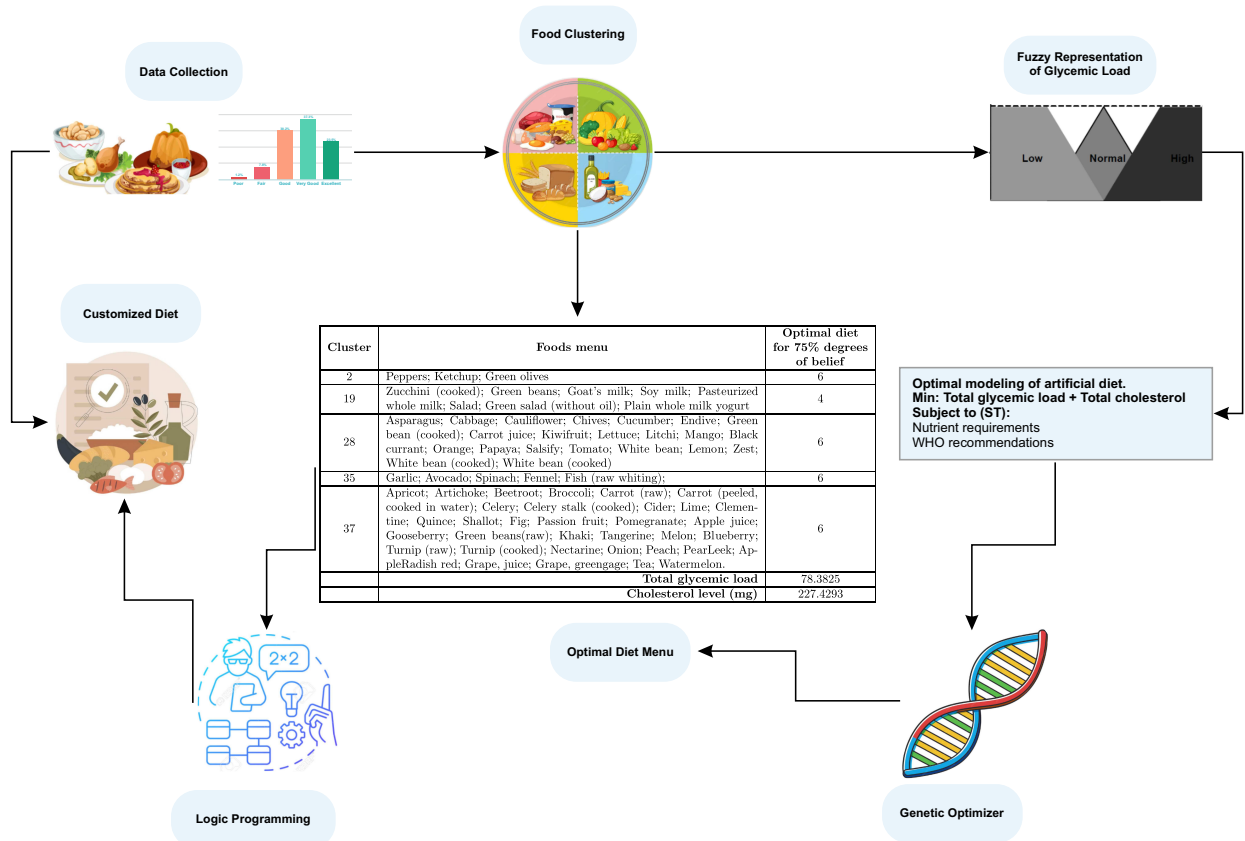 Food Clustering
Data Collection
Fuzzy Representation
of Glycemic Load
Poor Fair Good Very Good Excellent
Low Normal High
Customized Diet
Cluster
Foods menu
Optimal diet
for 75% degrees
of belief
2
Peppers; Ketchup; Green olives
6
19
Zucchini (cooked); Green beans; Goat's milk; Soy milk; Pasteurized
whole milk; Salad; Green salad (without oil); Plain whole milk yogurt
4
28
Asparagus; Cabbage; Cauliflower; Chives; Cucumber; Endive; Green
bean (cooked); Carrot juice; Kiwifruit; Lettuce; Litchi; Mango; Black
currant; Orange; Papaya; Salsify; Tomato; White bean; Lemon; Zest;
White bean (cooked); White bean (cooked)
6
35
Garlic; Avocado; Spinach; Fennel; Fish (raw whiting);
6
37
Apricot; Artichoke; Beetroot; Broccoli; Carrot (raw); Carrot (peeled,
cooked in water); Celery; Celery stalk (cooked); Cider; Lime; Clemen-
tine; Quince; Shallot; Fig; Passion fruit; Pomegranate; Apple juice;
Gooseberry; Green beans(raw); Khaki; Tangerine; Melon; Blueberry;
Turnip (raw); Turnip (cooked); Nectarine; Onion; Peach; PearLeek; Ap-
pleRadish red; Grape, juice; Grape, greengage; Tea; Watermelon.
6
Total glycemic load 78.3825
Cholesterol level (mg) 227.4293
Optimal modeling of artificial diet.
Min: Total glycemic load + Total cholesterol
Subject to (ST):
Nutrient requirements
WHO recommendations
2×2
Optimal Diet Menu
Logic Programming
Genetic Optimizer